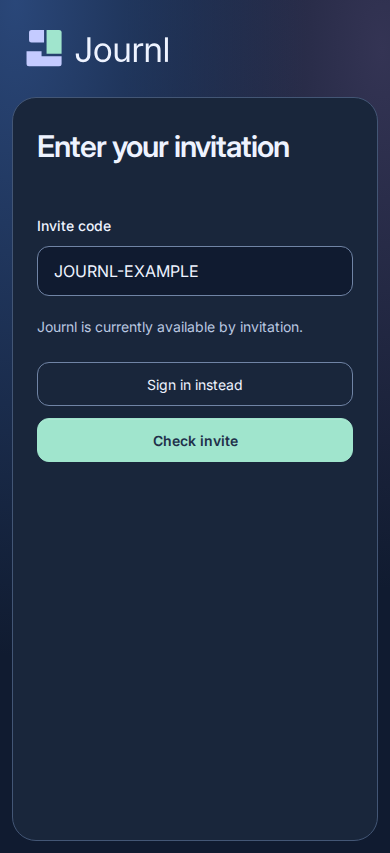 Journl
Enter your invitation
Invite code
JOURNL-EXAMPLE
Journl is currently available by invitation.
Sign in instead
Check invite